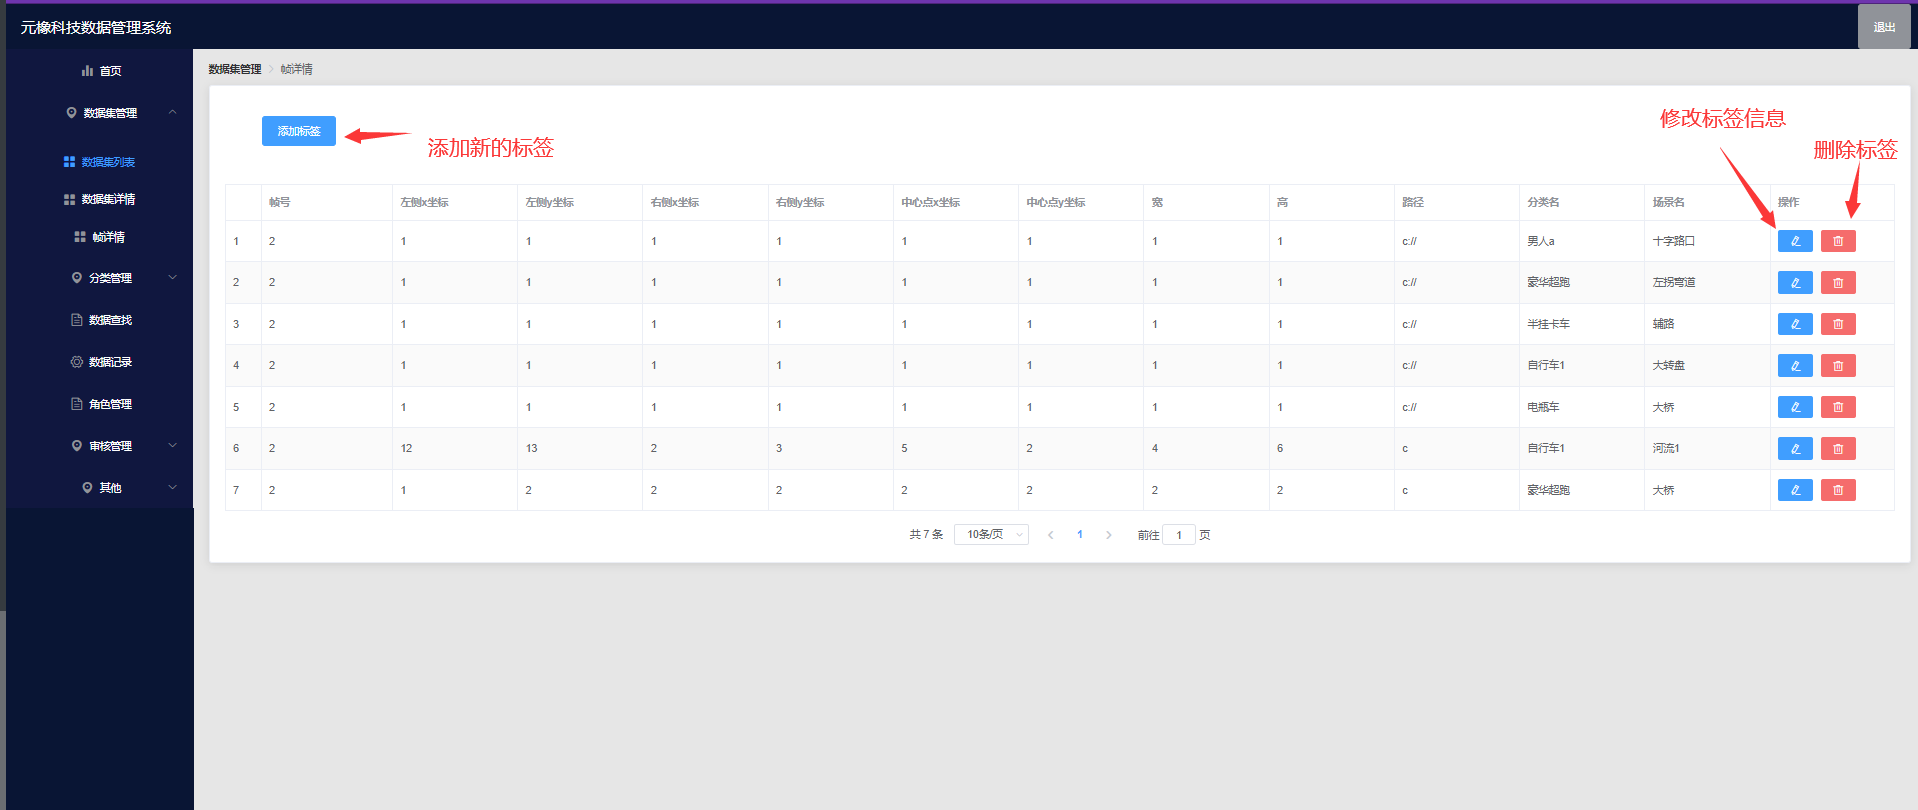 元橡科技数据管理系统
退出
首页
数据集管理
数据集列表
数据集详情
帧详情
分类管理
数据查找
数据记录
角色管理
审核管理
其他
数据集管理 > 帧详情
添加标签
添加新的标签
修改标签信息
删除标签
帧号 左侧x坐标 左侧y坐标 右侧x坐标 右侧y坐标 中心点x坐标 中心点y坐标 宽 高 路径 分类名 场景名 操作
1 2 1 1 1 1 1 1 1 1 c:// 男人a 十字路口
2 2 1 1 1 1 1 1 1 1 c:// 豪华超跑 左拐弯道
3 2 1 1 1 1 1 1 1 1 c:// 半挂卡车 辅路
4 2 1 1 1 1 1 1 1 1 c:// 自行车1 大转盘
5 2 1 1 1 1 1 1 1 1 c:// 电瓶车 大桥
6 2 12 13 2 3 5 2 4 6 c 自行车1 河流1
7 2 1 2 2 2 2 2 2 2 c 豪华超跑 大桥
共 7 条 10条/页 < 1 > 前往 1 页